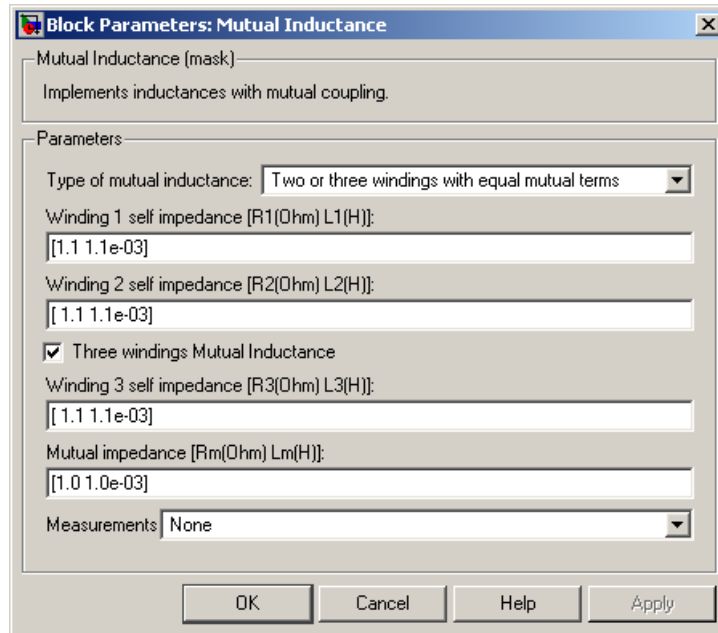 Block Parameters: Mutual Inductance
Mutual Inductance (mask)
Implements inductances with mutual coupling.
Parameters
Type of mutual inductance: Two or three windings with equal mutual terms
Winding 1 self impedance [R1(Ohm) L1(H)]:
[1.1 1.1e-03]
Winding 2 self impedance [R2(Ohm) L2(H)]:
[ 1.1 1.1e-03]
Three windings Mutual Inductance
Winding 3 self impedance [R3(Ohm) L3(H)]:
[ 1.1 1.1e-03]
Mutual impedance [Rm(Ohm) Lm(H)]:
[1.0 1.0e-03]
Measurements None
OK Cancel Help Apply